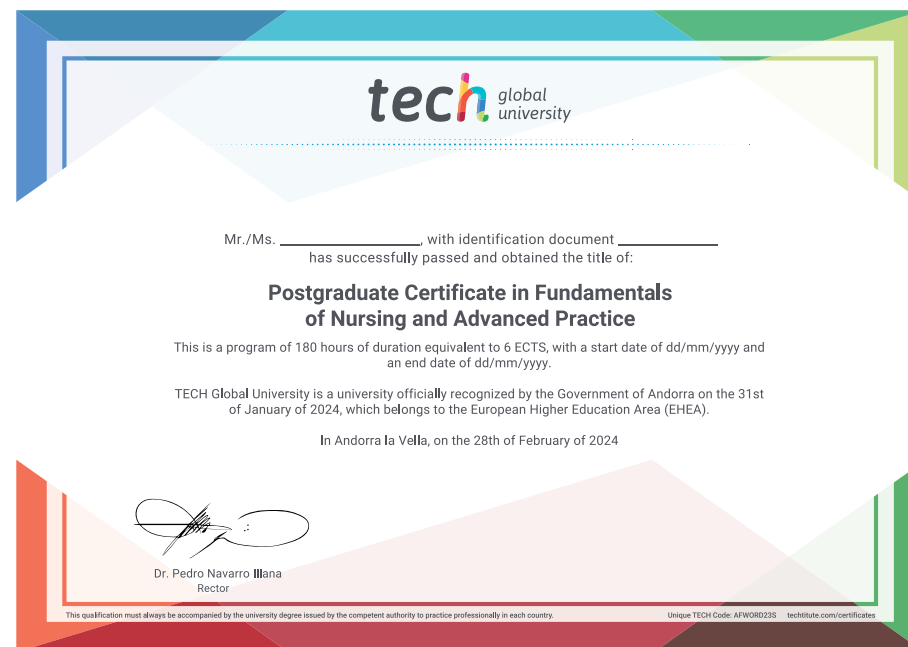 tech global
university
Mr./Ms. ____________, with identification document ____________
has successfully passed and obtained the title of:
Postgraduate Certificate in Fundamentals
of Nursing and Advanced Practice
This is a program of 180 hours of duration equivalent to 6 ECTS, with a start date of dd/mm/yyyy and
an end date of dd/mm/yyyy.
TECH Global University is a university officially recognized by the Government of Andorra on the 31st
of January of 2024, which belongs to the European Higher Education Area (EHEA).
In Andorra la Vella, on the 28th of February of 2024
Dr. Pedro Navarro Illana
Rector
This qualification must always be accompanied by the university degree issued by the competent authority to practice professionally in each country. Unique TECH Code: AFWORD23S techtitute.com/certificates